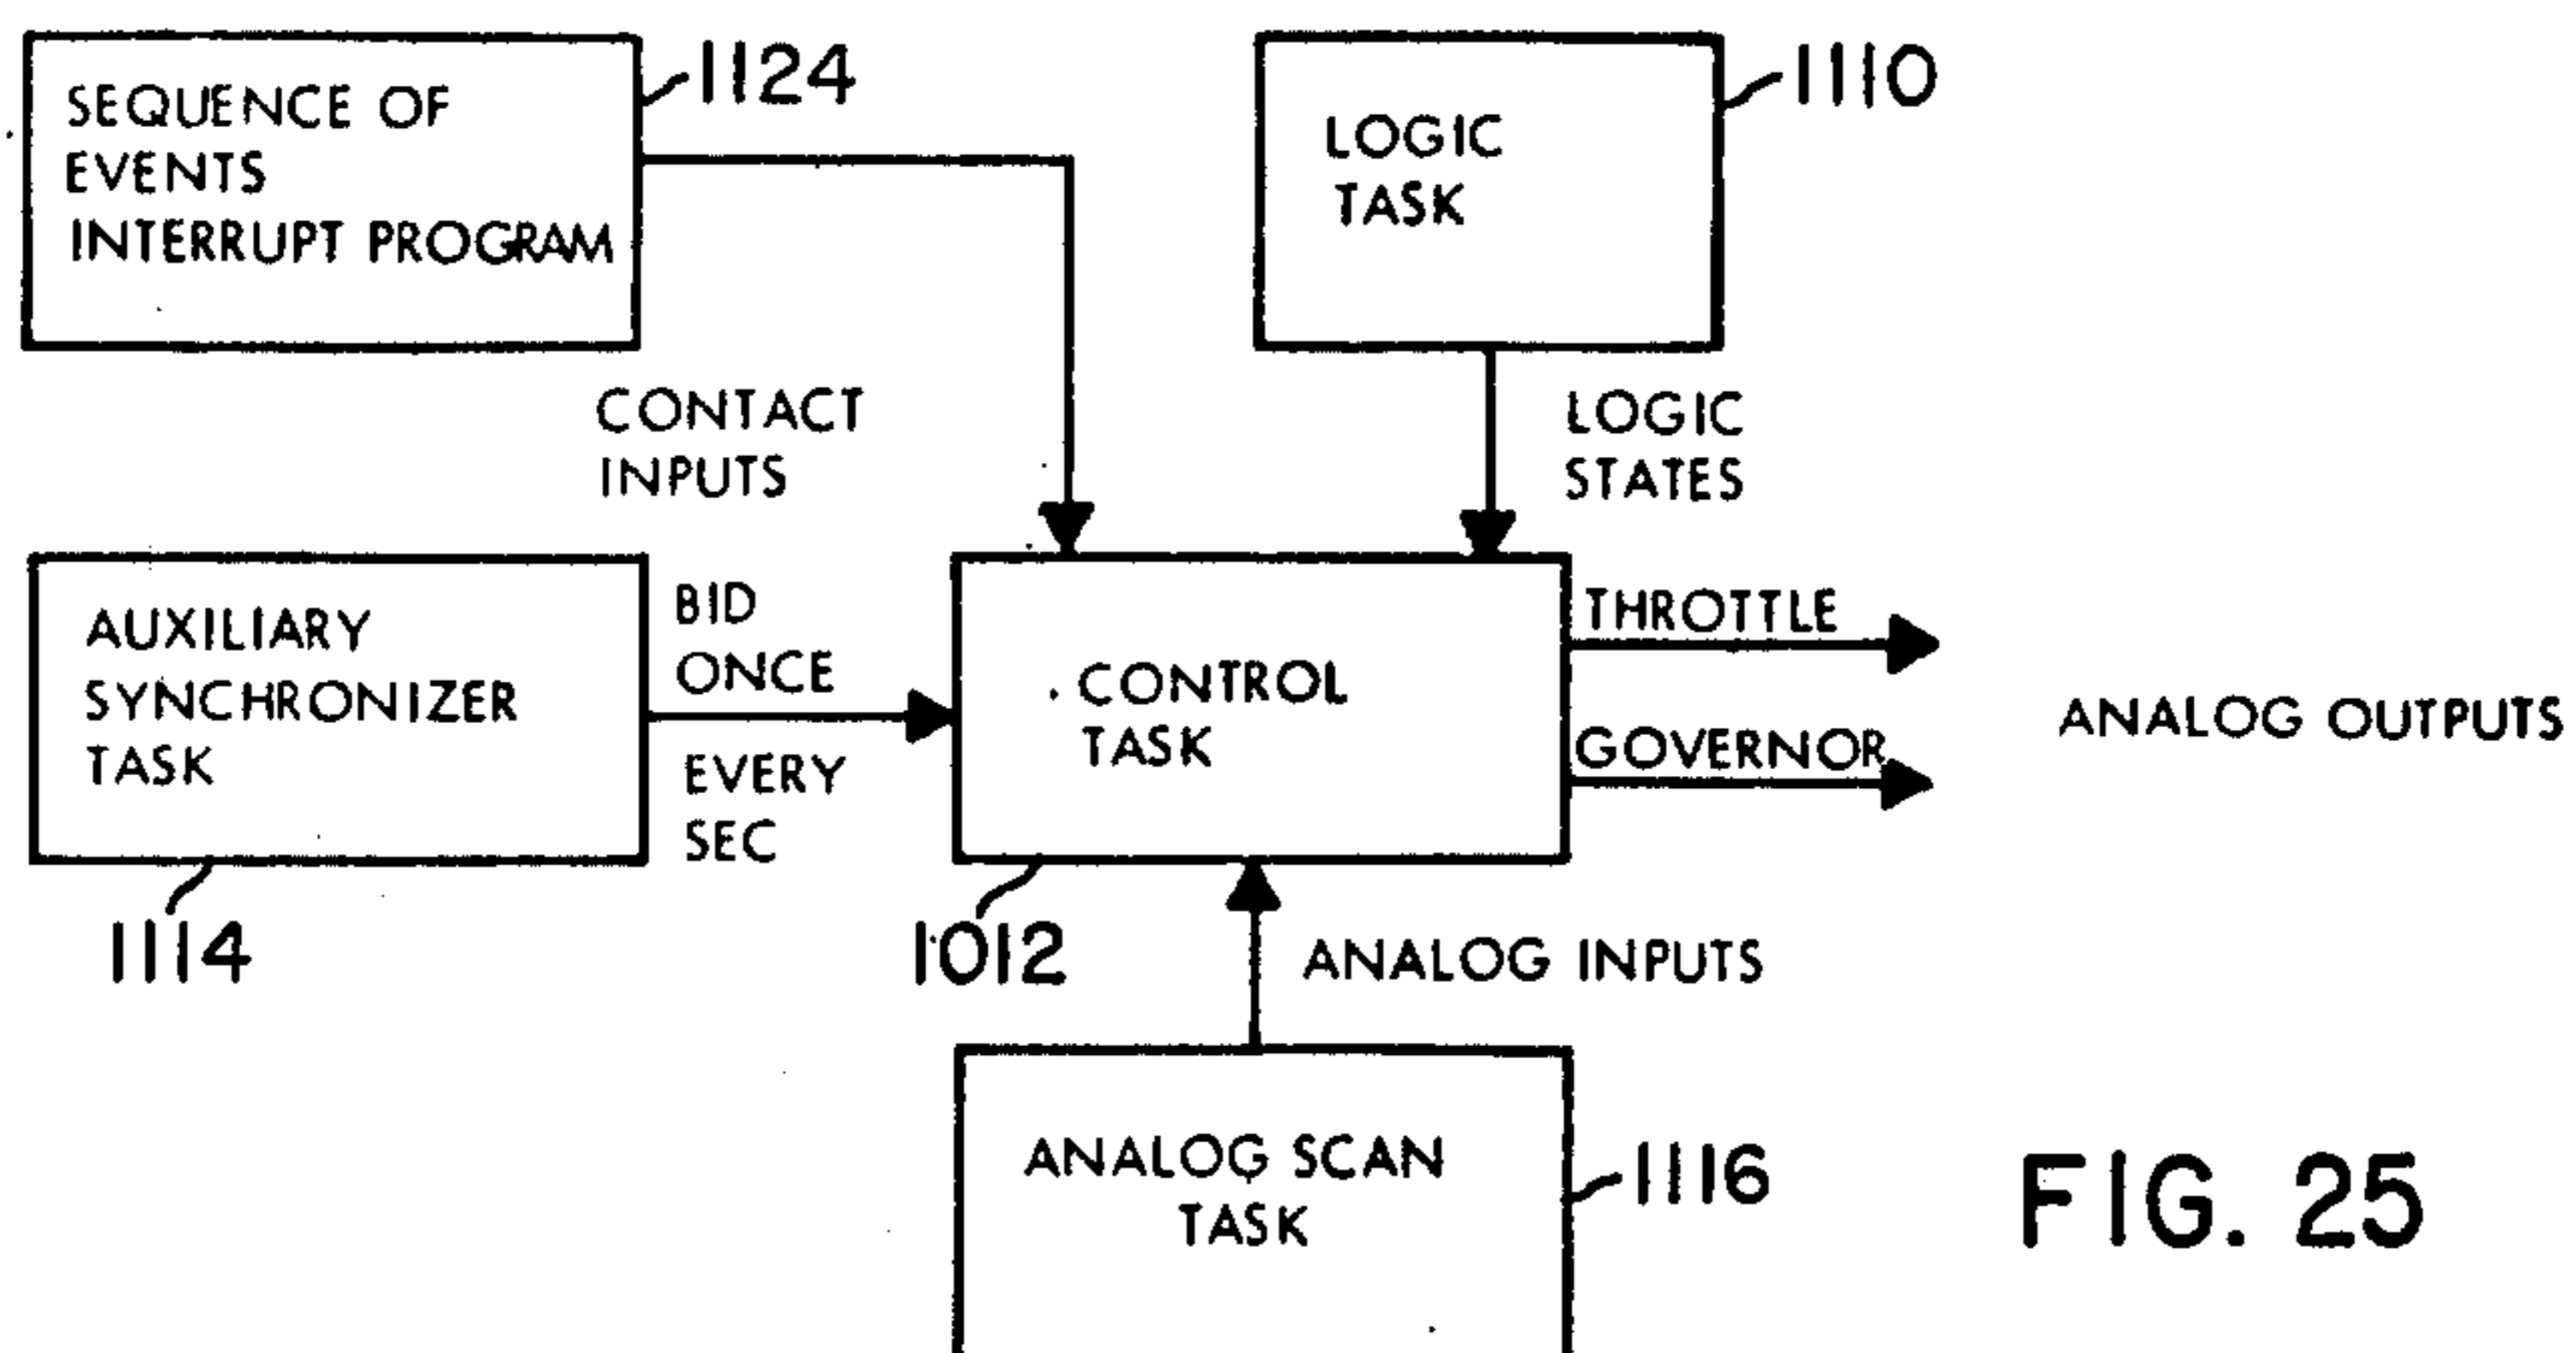 SEQUENCE OF
EVENTS
INTERRUPT PROGRAM
1124
LOGIC
TASK
1110
CONTACT
INPUTS
LOGIC
STATES
AUXILIARY
SYNCHRONIZER
TASK
1114
BID
ONCE
EVERY
SEC
CONTROL
TASK
1012
THROTTLE
GOVERNOR
ANALOG OUTPUTS
ANALOG INPUTS
ANALOG SCAN
TASK
1116
FIG. 25